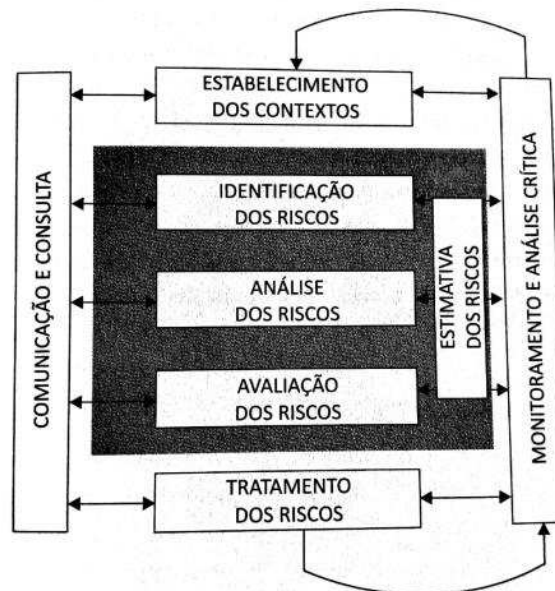 ESTABELECIMENTO
DOS CONTEXTOS
COMUNICAÇÃO E CONSULTA
IDENTIFICAÇÃO
DOS RISCOS
ANÁLISE
DOS RISCOS
AVALIAÇÃO
DOS RISCOS
ESTIMATIVA
DOS RISCOS
MONITORAMENTO E ANÁLISE CRÍTICA
TRATAMENTO
DOS RISCOS